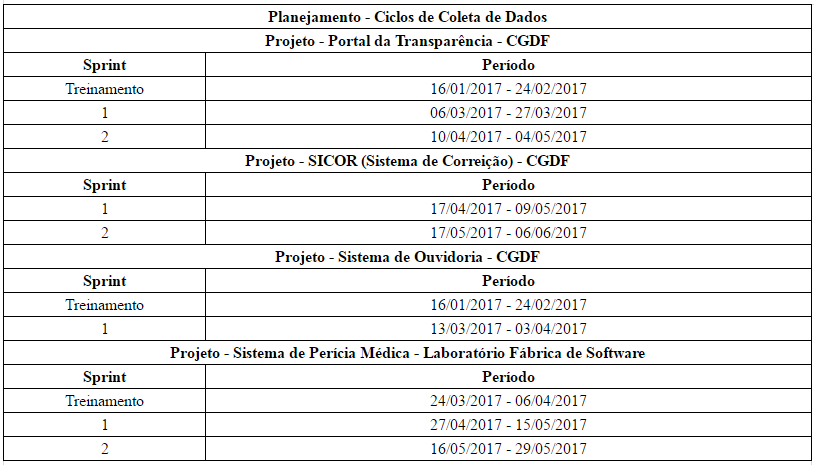 Planejamento - Ciclos de Coleta de Dados
Projeto - Portal da Transparência - CGDF
Sprint Período
Treinamento 16/01/2017 - 24/02/2017
1 06/03/2017 - 27/03/2017
2 10/04/2017 - 04/05/2017
Projeto - SICOR (Sistema de Correição) - CGDF
Sprint Período
1 17/04/2017 - 09/05/2017
2 17/05/2017 - 06/06/2017
Projeto - Sistema de Ouvidoria - CGDF
Sprint Período
Treinamento 16/01/2017 - 24/02/2017
1 13/03/2017 - 03/04/2017
Projeto - Sistema de Perícia Médica - Laboratório Fábrica de Software
Sprint Período
Treinamento 24/03/2017 - 06/04/2017
1 27/04/2017 - 15/05/2017
2 16/05/2017 - 29/05/2017